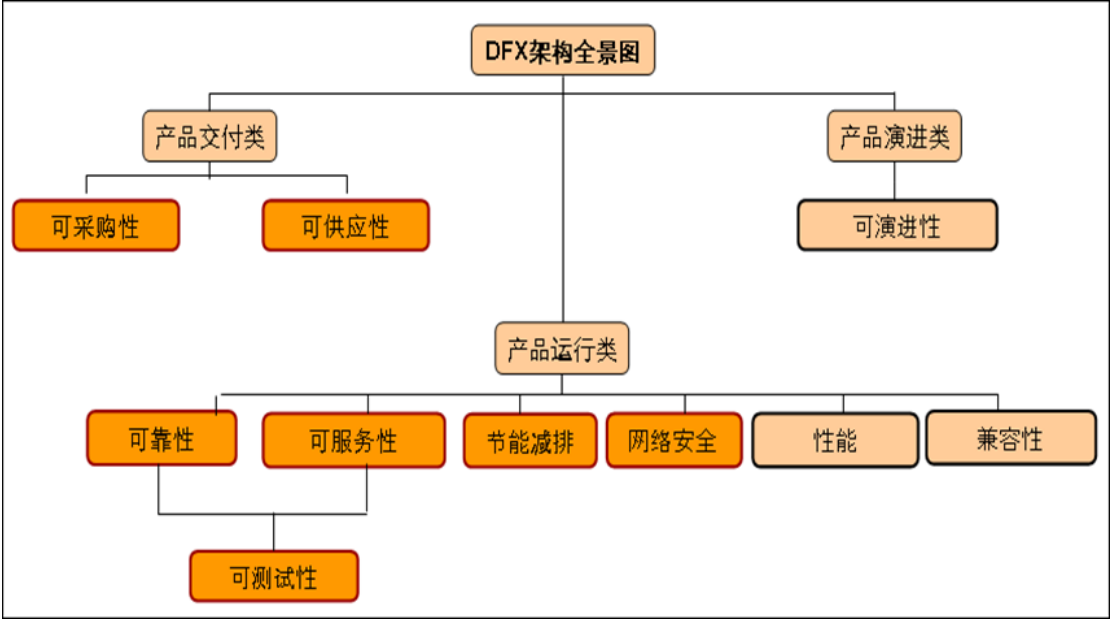 DFX架构全景图
产品交付类
产品演进类
可采购性
可供应性
可演进性
产品运行类
可靠性
可服务性
节能减排
网络安全
性能
兼容性
可测试性